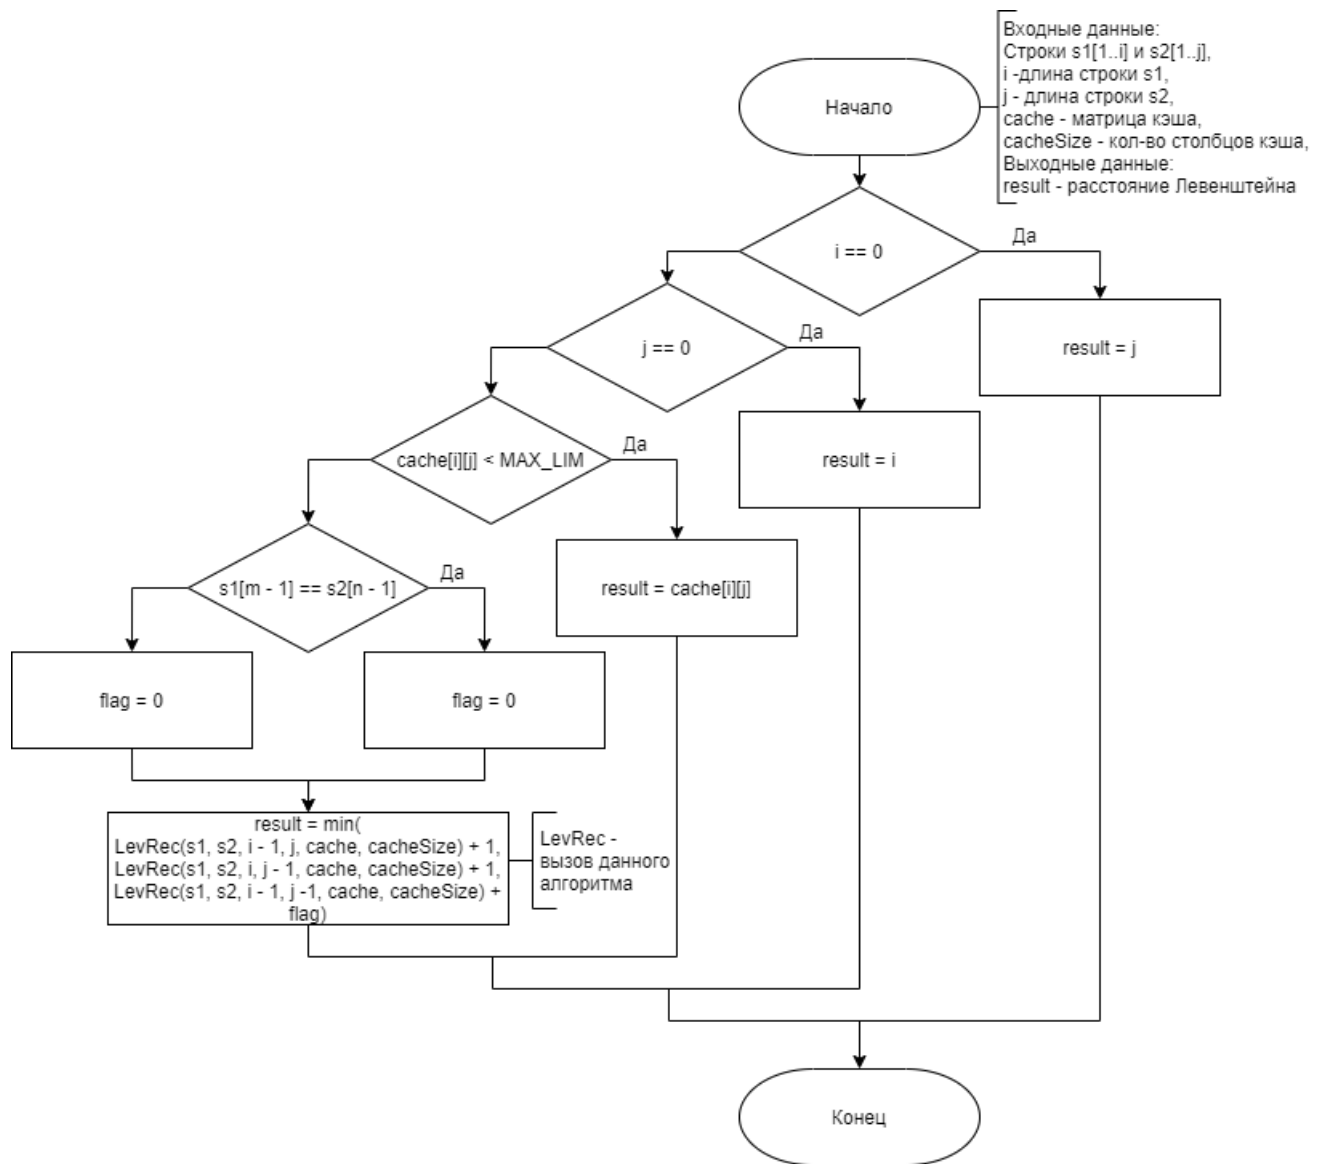 Входные данные:
Строки s1[1..i] и s2[1..j],
i -длина строки s1,
j - длина строки s2,
cache - матрица кэша,
cacheSize - кол-во столбцов кэша,
Выходные данные:
result - расстояние Левенштейна
Начало
i == 0
Да
result = j
j == 0
Да
result = i
cache[i][j] < MAX_LIM
Да
result = cache[i][j]
s1[m - 1] == s2[n - 1]
Да
flag = 0
flag = 0
result = min(
LevRec(s1, s2, i - 1, j, cache, cacheSize) + 1,
LevRec(s1, s2, i, j - 1, cache, cacheSize) + 1,
LevRec(s1, s2, i - 1, j -1, cache, cacheSize) +
flag)
LevRec -
вызов данного
алгоритма
Конец